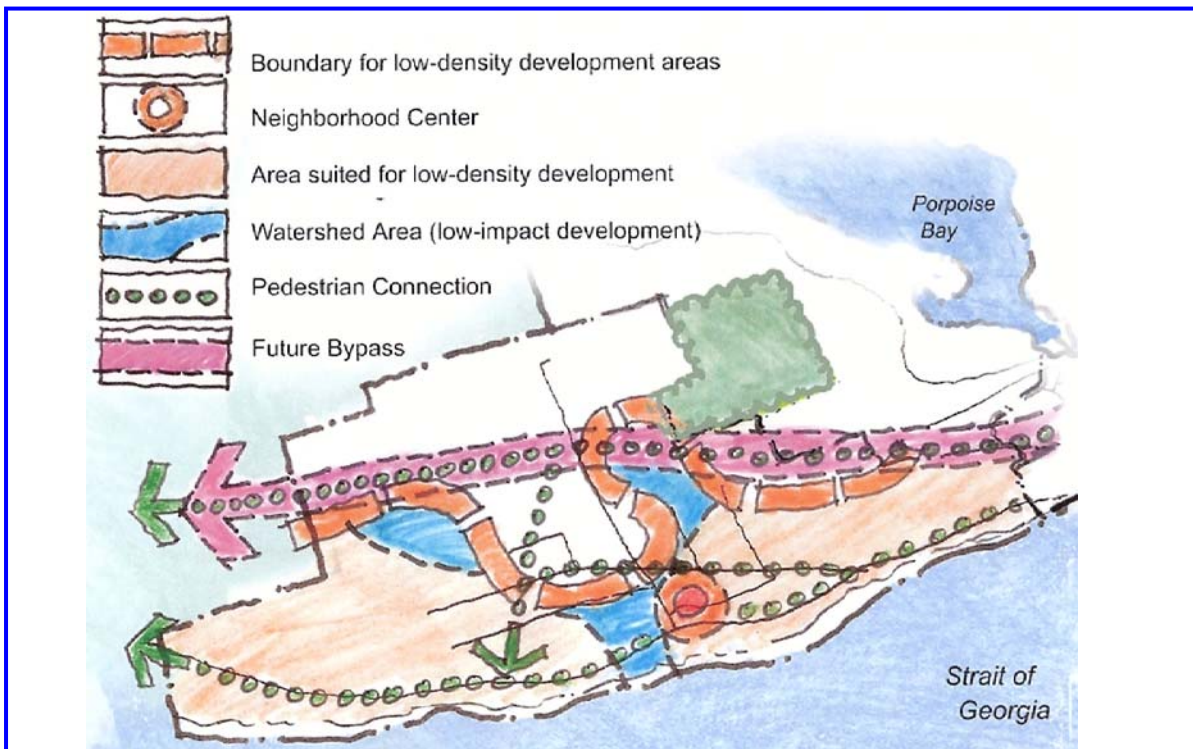 Boundary for low-density development areas
Neighborhood Center
Area suited for low-density development
Watershed Area (low-impact development)
Pedestrian Connection
Future Bypass
Porpoise
Bay
Strait of
Georgia